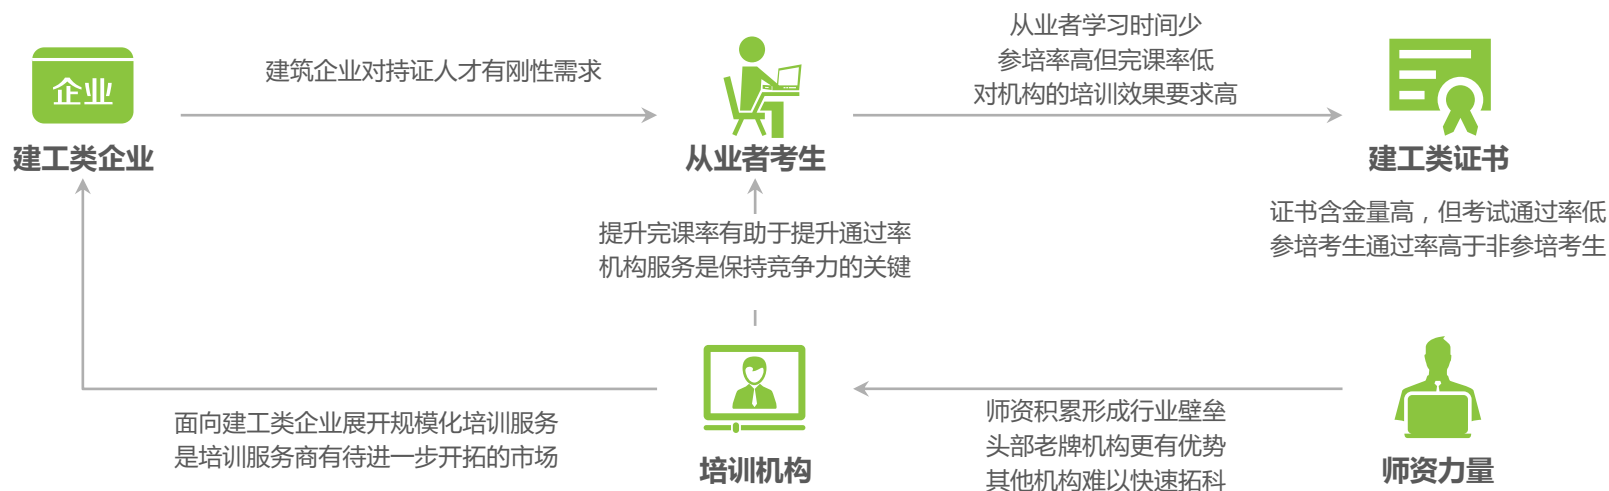 从业者学习时间少
参培率高但完课率低
对机构的培训效果要求高
建筑企业对持证人才有刚性需求
企业
建工类企业
从业者考生
建工类证书
证书含金量高，但考试通过率低
参培考生通过率高于非参培考生
提升完课率有助于提升通过率
机构服务是保持竞争力的关键
面向建工类企业展开规模化培训服务
是培训服务商有待进一步开拓的市场
培训机构
师资积累形成行业壁垒
头部老牌机构更有优势
其他机构难以快速拓科
师资力量